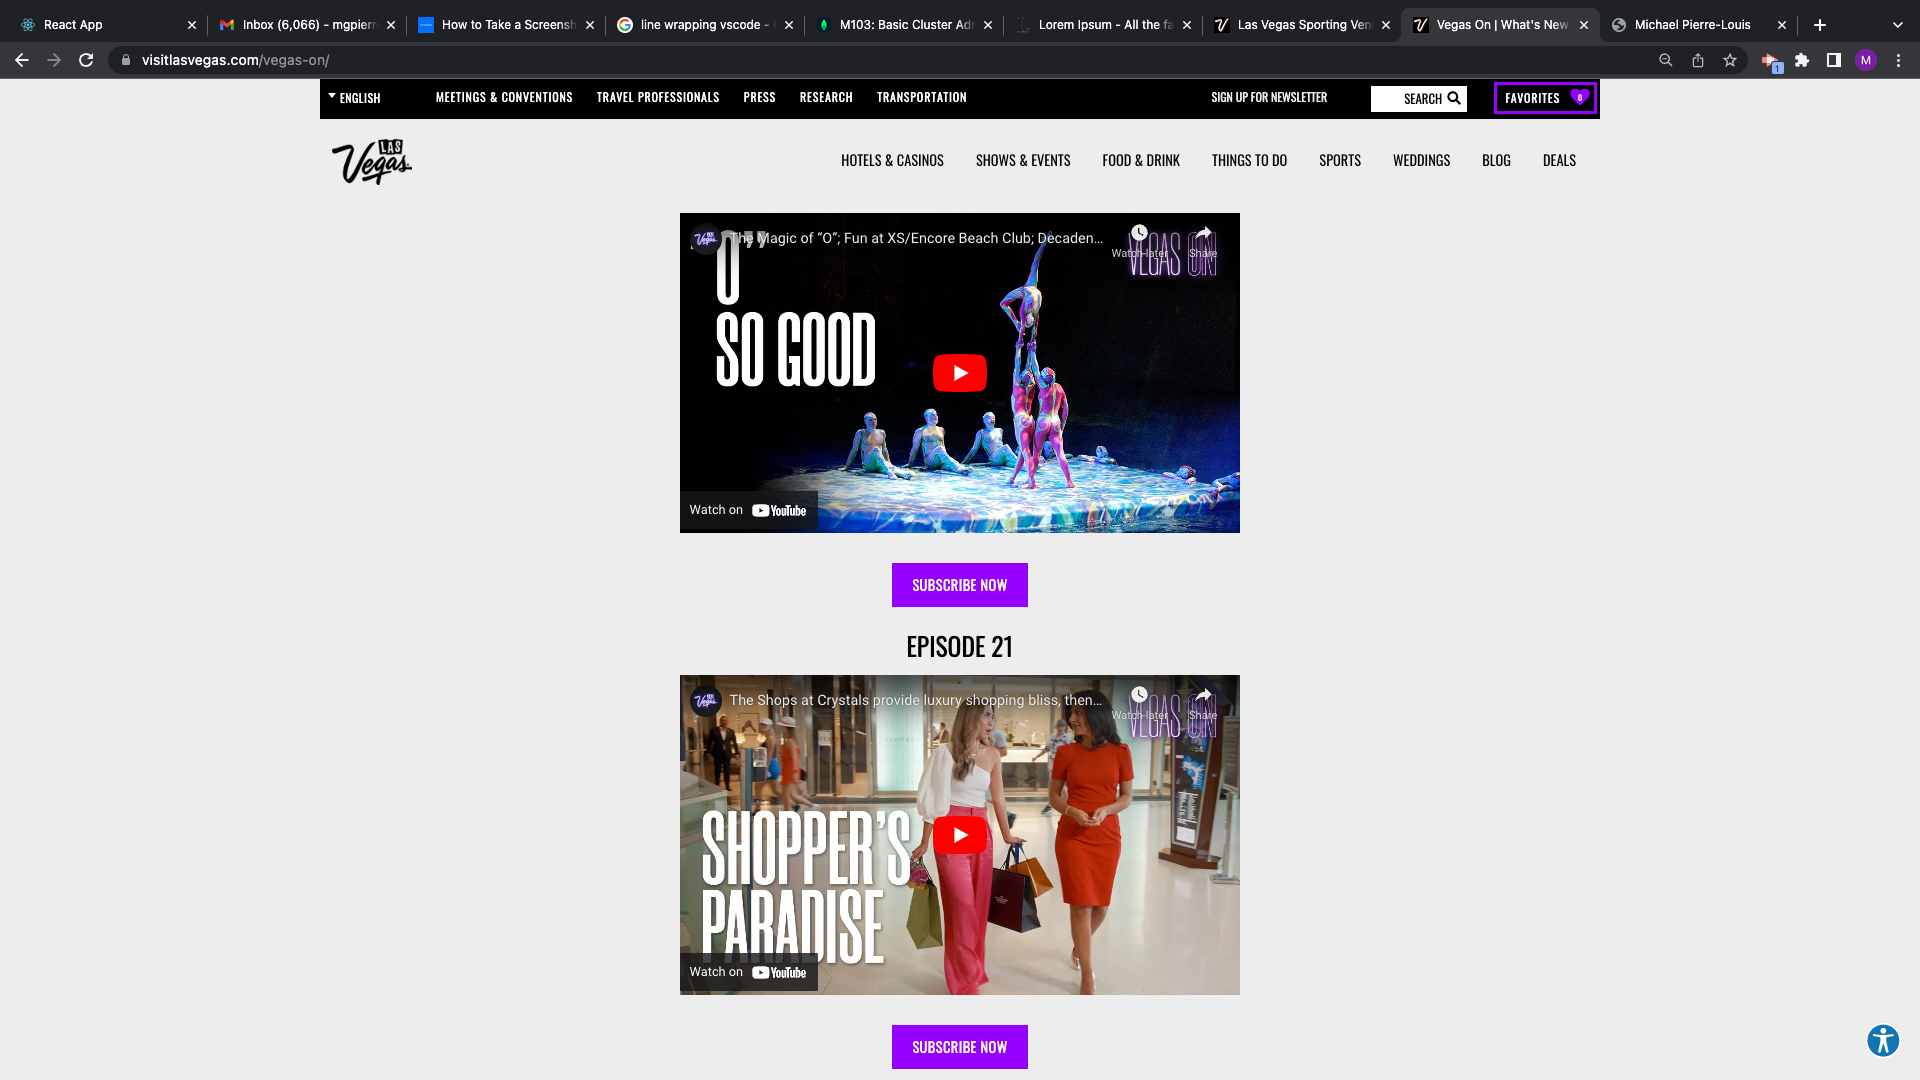 React App
Inbox (6,066) - mgpierr
How to Take a Screensh
line wrapping vscode -
M103: Basic Cluster Ad
Lorem Ipsum - All the fa
Las Vegas Sporting Ven
Vegas On | What's New
Michael Pierre-Louis
visitlasvegas.com/vegas-on/
1
M
ENGLISH
MEETINGS & CONVENTIONS
TRAVEL PROFESSIONALS
PRESS
RESEARCH
TRANSPORTATION
SIGN UP FOR NEWSLETTER
SEARCH
FAVORITES
0
LAS
Vegas
HOTELS & CASINOS
SHOWS & EVENTS
FOOD & DRINK
THINGS TO DO
SPORTS
WEDDINGS
BLOG
DEALS
The Magic of “O”; Fun at XS/Encore Beach Club; Decaden...
Watch later
Share
VEGAS ON
“O”
SO GOOD
Watch on
YouTube
SUBSCRIBE NOW
EPISODE 21
The Shops at Crystals provide luxury shopping bliss, then...
Watch later
Share
VEGAS ON
SHOPPER'S
PARADISE
Watch on
YouTube
SUBSCRIBE NOW